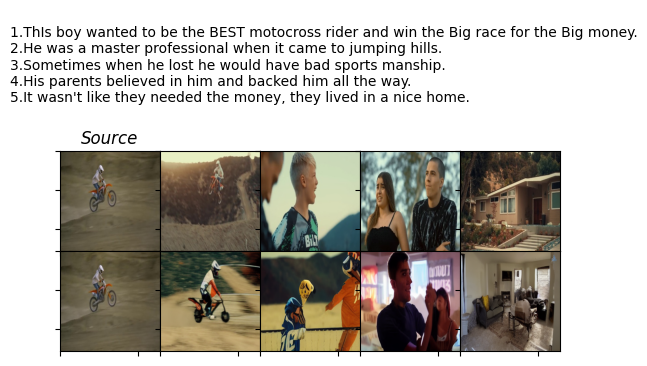 1.ThIs boy wanted to be the BEST motocross rider and win the Big race for the Big money.
2.He was a master professional when it came to jumping hills.
3.Sometimes when he lost he would have bad sports manship.
4.His parents believed in him and backed him all the way.
5.It wasn't like they needed the money, they lived in a nice home.
Source